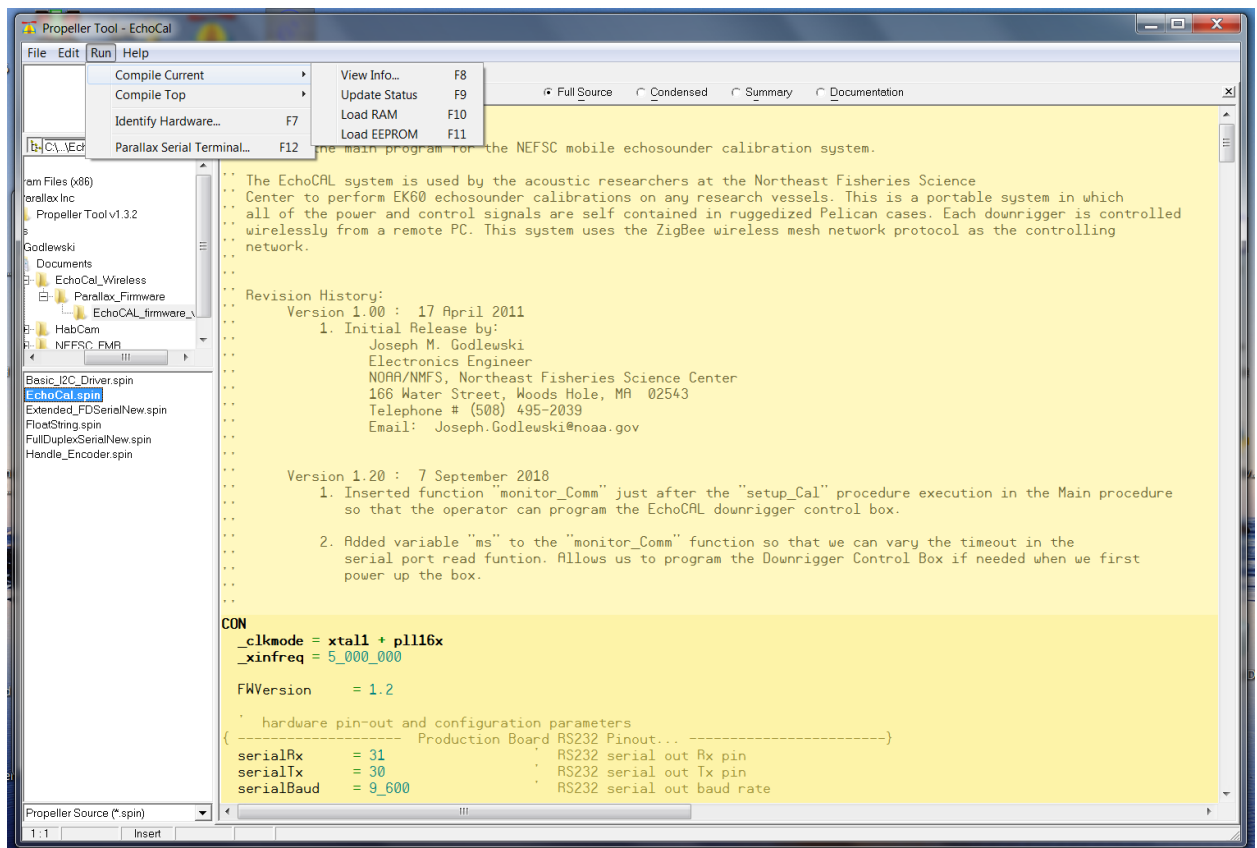 Propeller Tool - EchoCal
File Edit Run Help
Compile Current
Compile Top
Identify Hardware... F7
Parallax Serial Terminal... F12
View Info... F8
Update Status F9
Load RAM F10
Load EEPROM F11
Full Source Condensed Summary Documentation
C:\...\Ech
ram Files (x86)
arallax Inc
Propeller Tool v1.3.2
s
Godlewski
Documents
EchoCal_Wireless
Parallax_Firmware
EchoCAL_firmware_v
HabCam
NEFSC_FMB
Basic_I2C_Driver.spin
EchoCal.spin
Extended_FDSerialNew.spin
FloatString.spin
FullDuplexSerialNew.spin
Handle_Encoder.spin
Propeller Source (*.spin)
1 : 1 Insert
the main program for the NEFSC mobile echosounder calibration system.
'' The EchoCAL system is used by the acoustic researchers at the Northeast Fisheries Science
'' Center to perform EK60 echosounder calibrations on any research vessels. This is a portable system in which
'' all of the power and control signals are self contained in ruggedized Pelican cases. Each downrigger is controlled
'' wirelessly from a remote PC. This system uses the ZigBee wireless mesh network protocol as the controlling
'' network.
'' Revision History:
'' Version 1.00 : 17 April 2011
'' 1. Initial Release by:
'' Joseph M. Godlewski
'' Electronics Engineer
'' NOAA/NMFS, Northeast Fisheries Science Center
'' 166 Water Street, Woods Hole, MA 02543
'' Telephone # (508) 495-2039
'' Email: Joseph.Godlewski@noaa.gov
'' Version 1.20 : 7 September 2018
'' 1. Inserted function "monitor_Comm" just after the "setup_Cal" procedure execution in the Main procedure
'' so that the operator can program the EchoCAL downrigger control box.
'' 2. Added variable "ms" to the "monitor_Comm" function so that we can vary the timeout in the
'' serial port read funtion. Allows us to program the Downrigger Control Box if needed when we first
'' power up the box.
CON
_clkmode = xtal1 + pll16x
_xinfreq = 5_000_000
FWVersion = 1.2
' hardware pin-out and configuration parameters
{ -------------------- Production Board RS232 Pinout... ------------------------}
serialRx = 31 ' RS232 serial out Rx pin
serialTx = 30 ' RS232 serial out Tx pin
serialBaud = 9_600 ' RS232 serial out baud rate